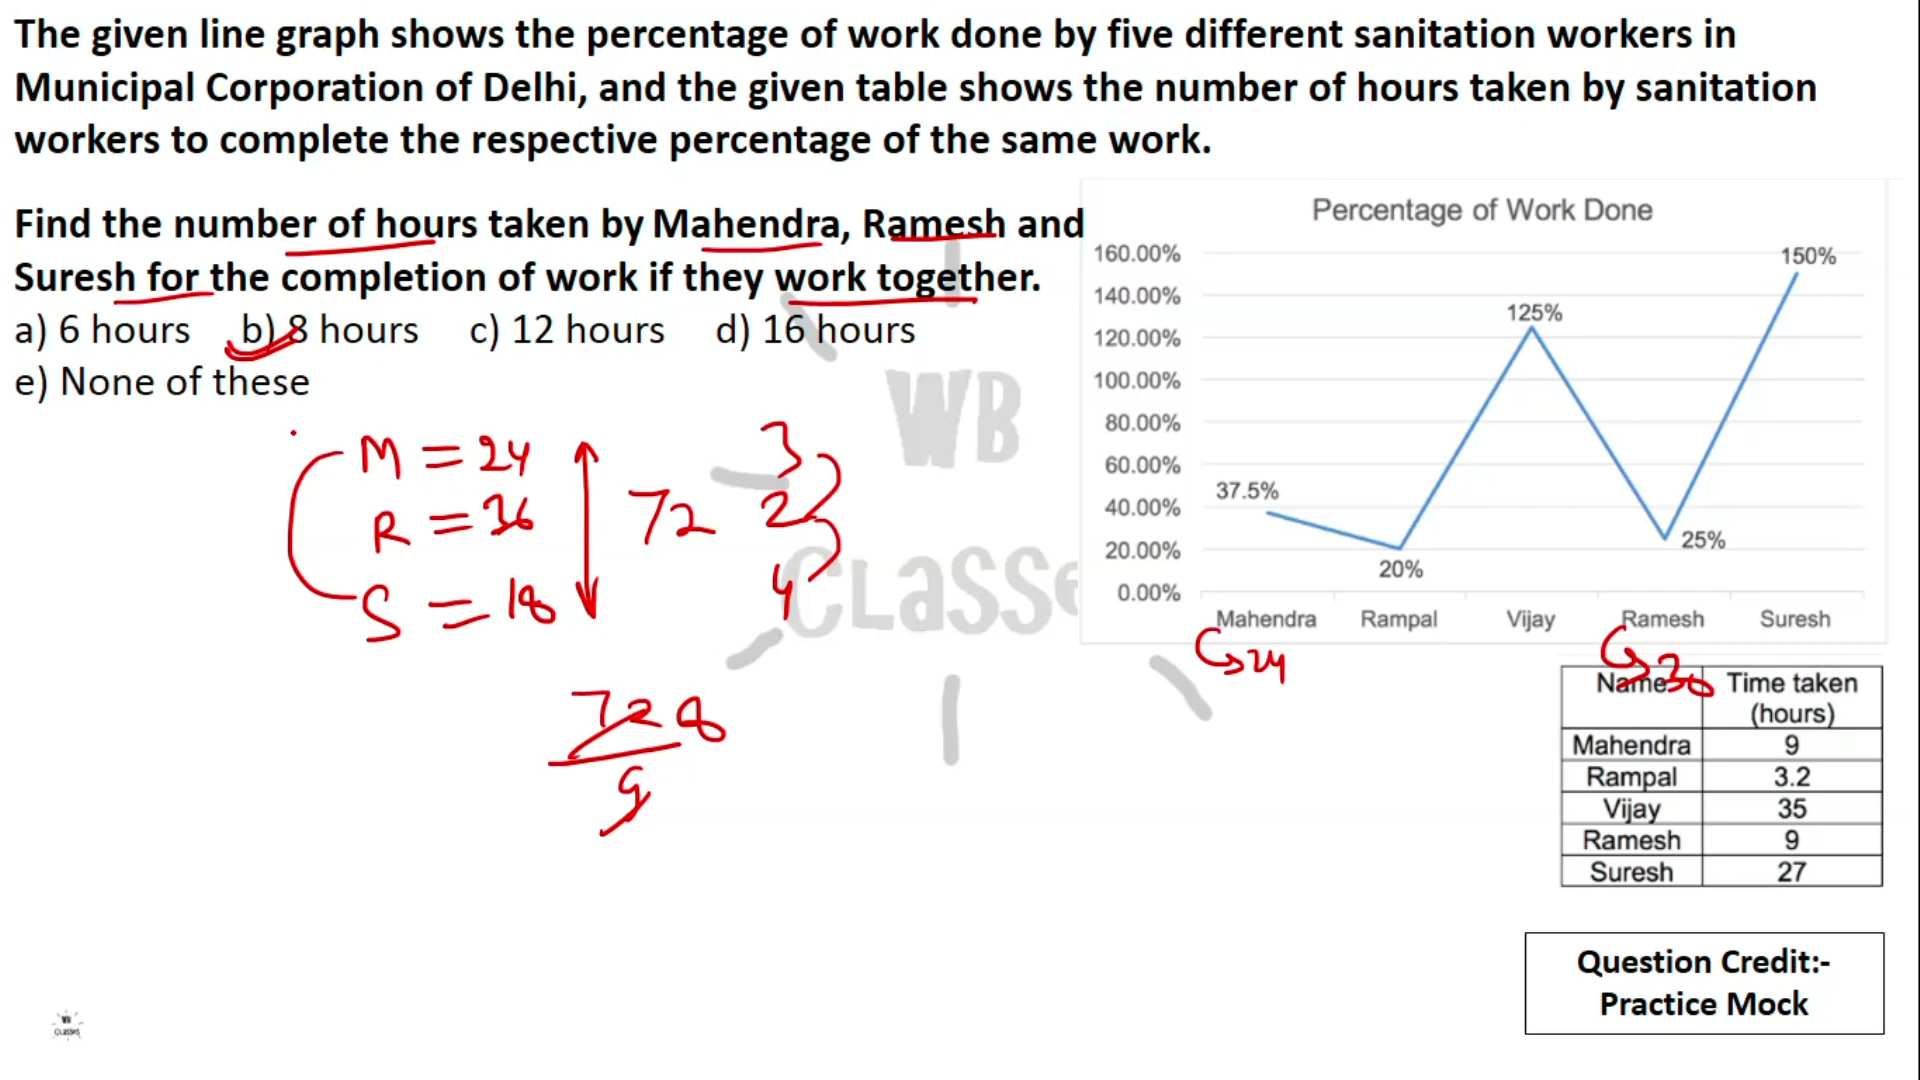 The given line graph shows the percentage of work done by five different sanitation workers in
Municipal Corporation of Delhi, and the given table shows the number of hours taken by sanitation
workers to complete the respective percentage of the same work.
Find the number of hours taken by Mahendra, Ramesh and
Suresh for the completion of work if they work together.
a) 6 hours b) 8 hours c) 12 hours d) 16 hours
e) None of these
M = 24
R = 36
S = 18
72
3
2
4
72 8
9
WB
CLaSSe
Percentage of Work Done
160.00%
140.00%
120.00%
100.00%
80.00%
60.00%
40.00%
20.00%
0.00%
37.5%
20%
125%
25%
150%
Mahendra Rampal Vijay Ramesh Suresh
24
36
Name Time taken
(hours)
Mahendra 9
Rampal 3.2
Vijay 35
Ramesh 9
Suresh 27
Question Credit:-
Practice Mock
WB
CLaSSes